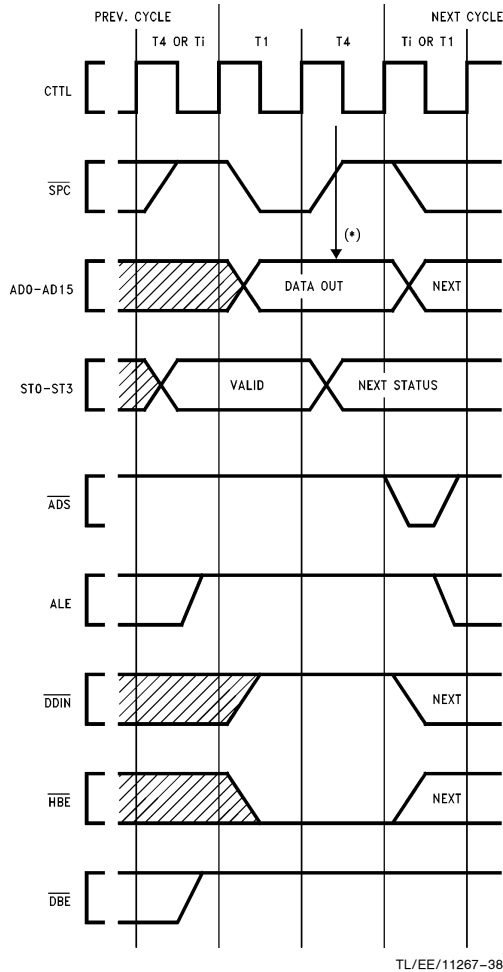 PREV. CYCLE NEXT CYCLE
T4 OR Ti T1 T4 Ti OR T1
CTTL
SPC
(*)
AD0-AD15 DATA OUT NEXT
ST0-ST3 VALID NEXT STATUS
ADS
ALE
DDIN NEXT
HBE NEXT
DBE
TL/EE/11267–38